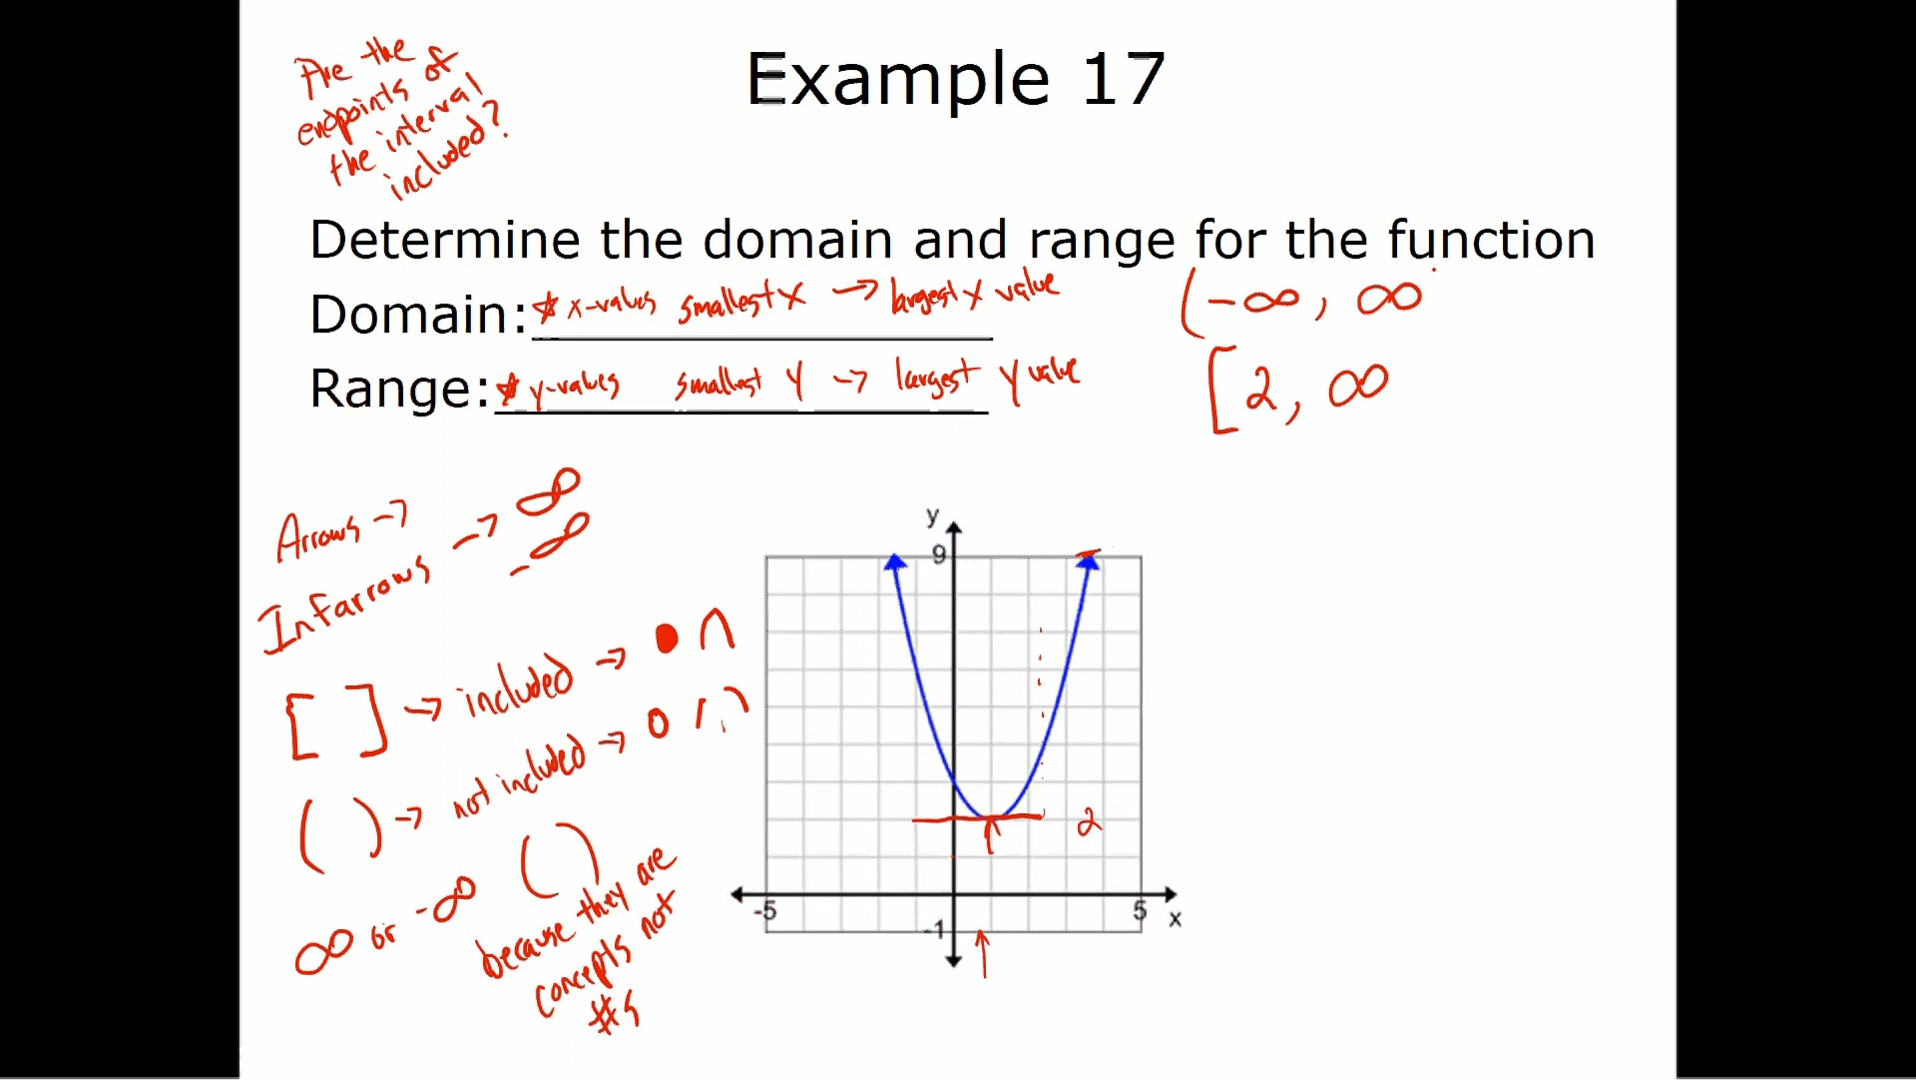 Are the
endpoints of
the interval
included?
Example 17
Determine the domain and range for the function
Domain: * x-values smallest x → largest x value (-∞, ∞
Range: * y-values smallest y → largest y value [2, ∞
Arrows →
Infarrows → ∞
-∞
[ ] → included → ●
( ) → not included → ○
∞ or -∞ ( )
because they are
concepts not
#s
y
9
2
-5
5
x
-1